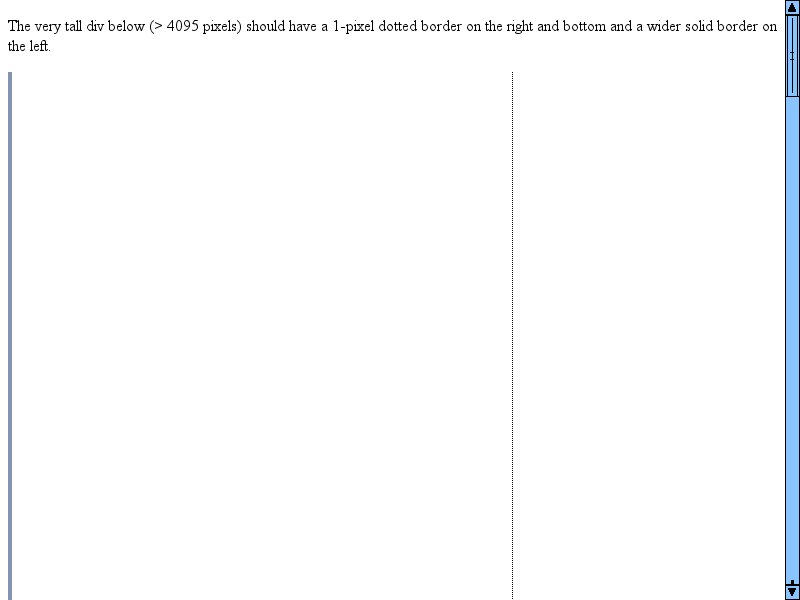 The very tall div below (> 4095 pixels) should have a 1-pixel dotted border on the right and bottom and a wider solid border on
the left.